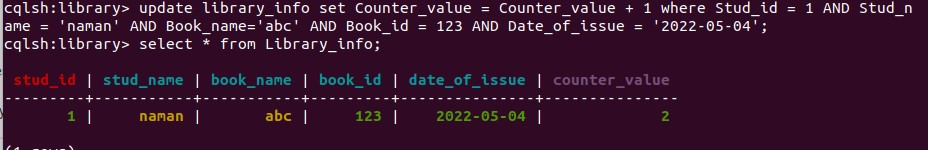 cqlsh:library> update library_info set Counter_value = Counter_value + 1 where Stud_id = 1 AND Stud_n
ame = 'naman' AND Book_name='abc' AND Book_id = 123 AND Date_of_issue = '2022-05-04';
cqlsh:library> select * from Library_info;
stud_id | stud_name | book_name | book_id | date_of_issue | counter_value
---------+-----------+-----------+---------+---------------+---------------
1 | naman | abc | 123 | 2022-05-04 | 2